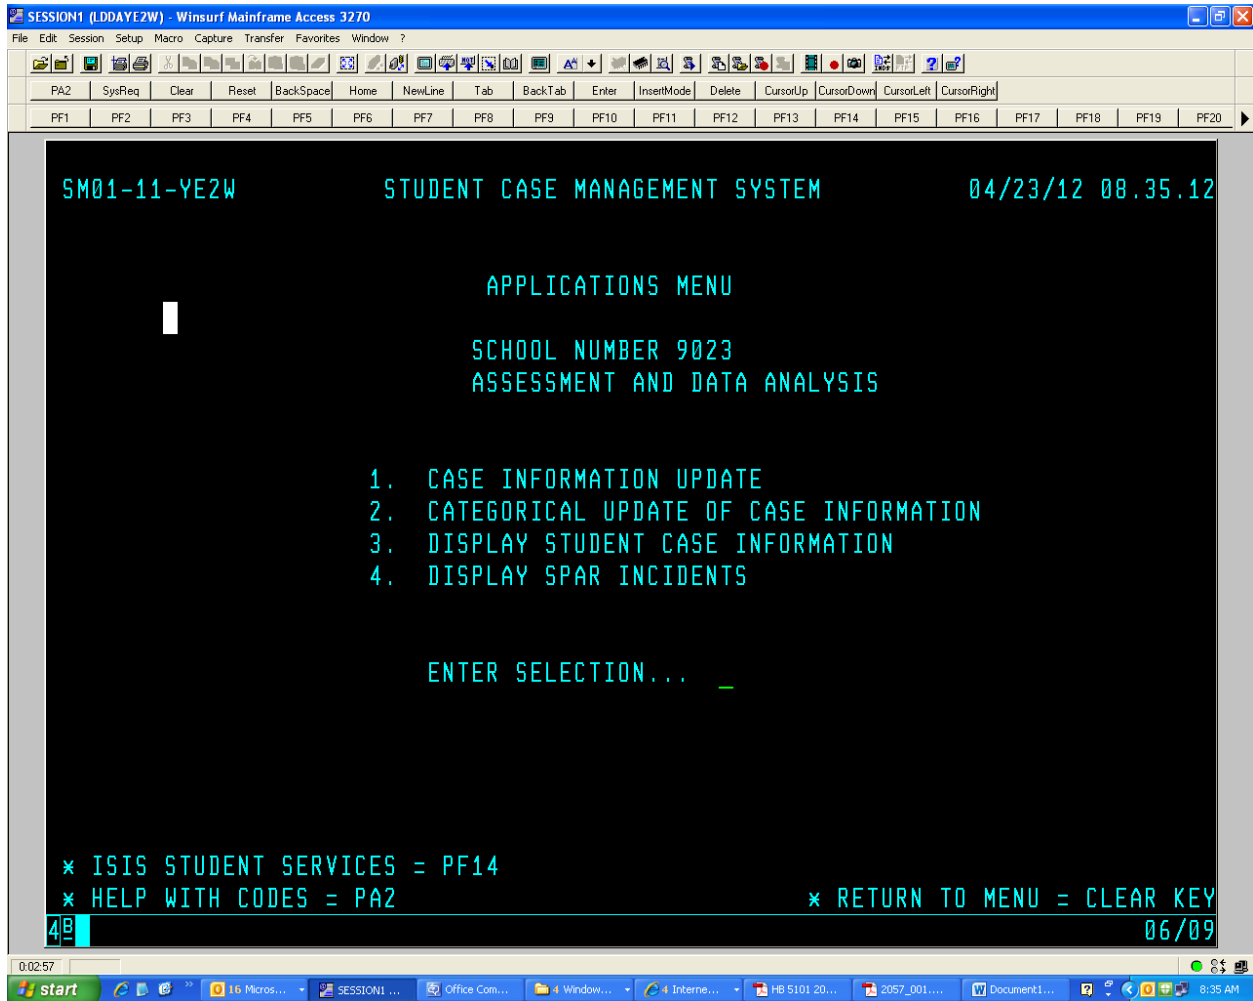 SESSION1 (LDDAYE2W) - Winsurf Mainframe Access 3270
File Edit Session Setup Macro Capture Transfer Favorites Window ?
PA2 SysReq Clear Reset BackSpace Home NewLine Tab BackTab Enter InsertMode Delete CursorUp CursorDown CursorLeft CursorRight
PF1 PF2 PF3 PF4 PF5 PF6 PF7 PF8 PF9 PF10 PF11 PF12 PF13 PF14 PF15 PF16 PF17 PF18 PF19 PF20
SM01-11-YE2W STUDENT CASE MANAGEMENT SYSTEM 04/23/12 08.35.12
APPLICATIONS MENU
SCHOOL NUMBER 9023
ASSESSMENT AND DATA ANALYSIS
1. CASE INFORMATION UPDATE
2. CATEGORICAL UPDATE OF CASE INFORMATION
3. DISPLAY STUDENT CASE INFORMATION
4. DISPLAY SPAR INCIDENTS
ENTER SELECTION... _
* ISIS STUDENT SERVICES = PF14
* HELP WITH CODES = PA2 * RETURN TO MENU = CLEAR KEY
4B 06/09
0:02:57
start 16 Micros... SESSION1 ... Office Com... 4 Window... 4 Interne... HB 5101 20... 2057_001.... Document1... 8:35 AM